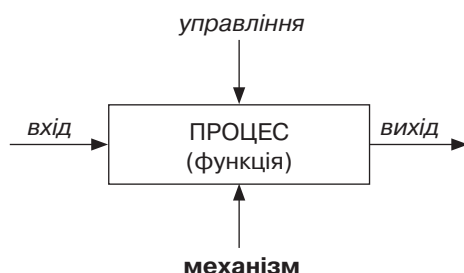 управління
вхід
ПРОЦЕС
(функція)
вихід
механізм